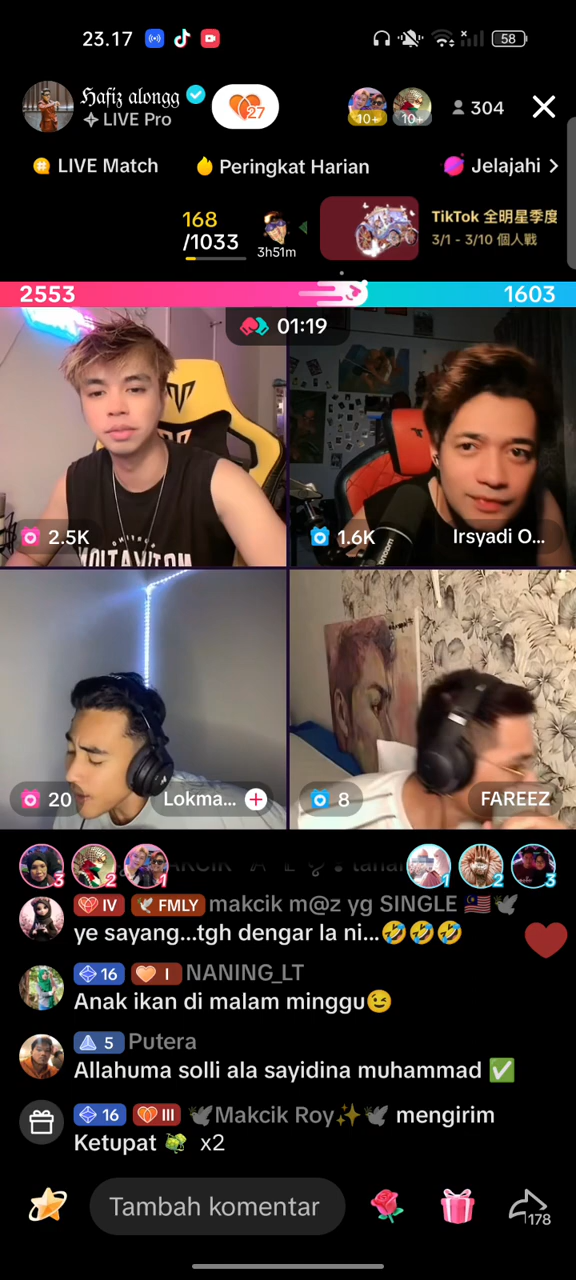 23.17
58
Hafiz alongg
LIVE Pro
27
10+
10+
304
LIVE Match
Peringkat Harian
Jelajahi
168
/1033
3h51m
TikTok 全明星季度
3/1 - 3/10 個人戰
2553
1603
01:19
2.5K
1.6K
Irsyadi O...
20
Lokma...
8
FAREEZ
3
2
1
1
2
3
IV FMLY makcik m@z yg SINGLE 🇲🇾🕊️
ye sayang...tgh dengar la ni...🤣🤣🤣
16 I NANING_LT
Anak ikan di malam minggu😉
5 Putera
Allahuma solli ala sayidina muhammad ✅
16 III 🕊️Makcik Roy✨🕊️ mengirim
Ketupat x2
Tambah komentar
178